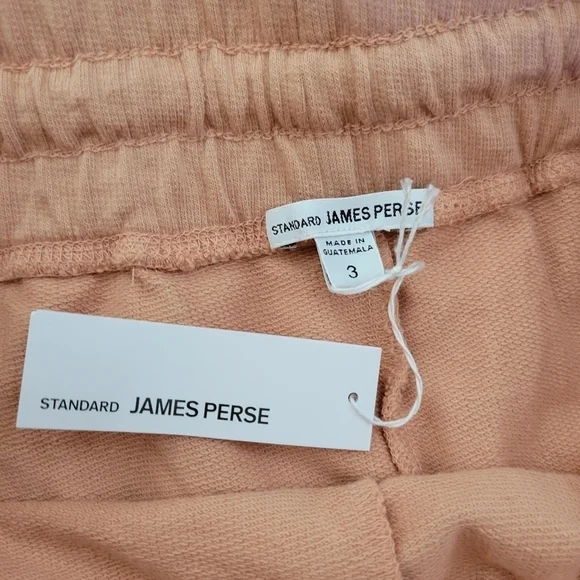 STANDARD JAMES PERSE
MADE IN
GUATEMALA
3
STANDARD JAMES PERSE